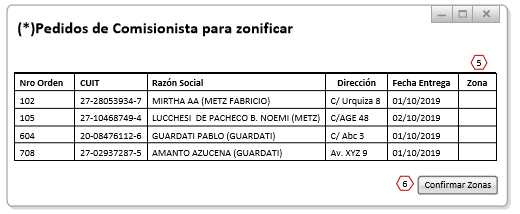 (*)Pedidos de Comisionista para zonificar
5
Nro Orden CUIT Razón Social Dirección Fecha Entrega Zona
102 27-28053934-7 MIRTHA AA (METZ FABRICIO) C/ Urquiza 8 01/10/2019
105 27-10468749-4 LUCCHESI DE PACHECO B. NOEMI (METZ) C/AGE 48 02/10/2019
604 20-08476112-6 GUARDATI PABLO (GUARDATI) C/ Abc 3 01/10/2019
708 27-02937287-5 AMANTO AZUCENA (GUARDATI) Av. XYZ 9 01/10/2019
6 Confirmar Zonas